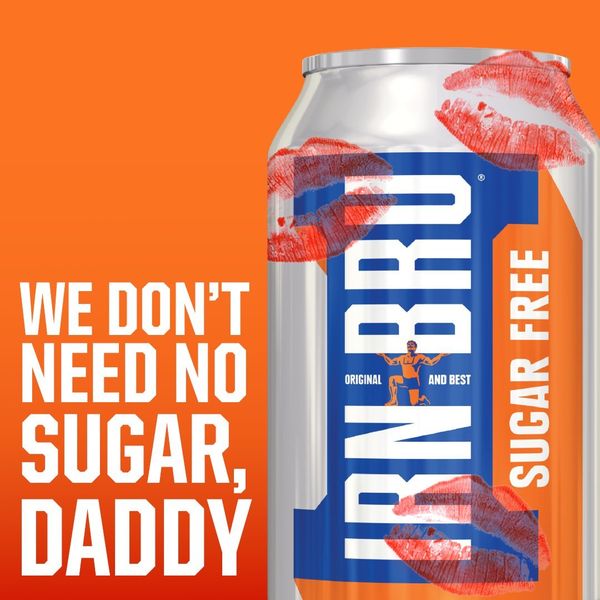 WE DON'T
NEED NO
SUGAR,
DADDY
IRN BRU
®
ORIGINAL AND BEST
SUGAR FREE